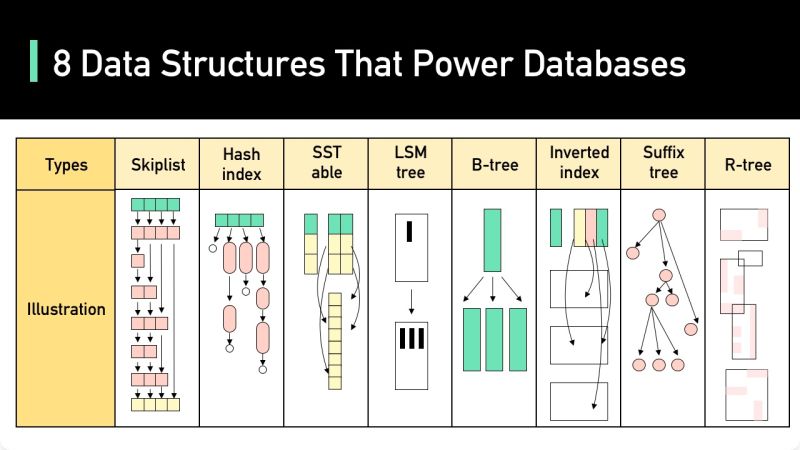 8 Data Structures That Power Databases
Types
Skiplist
Hash
index
SST
able
LSM
tree
B-tree
Inverted
index
Suffix
tree
R-tree
Illustration